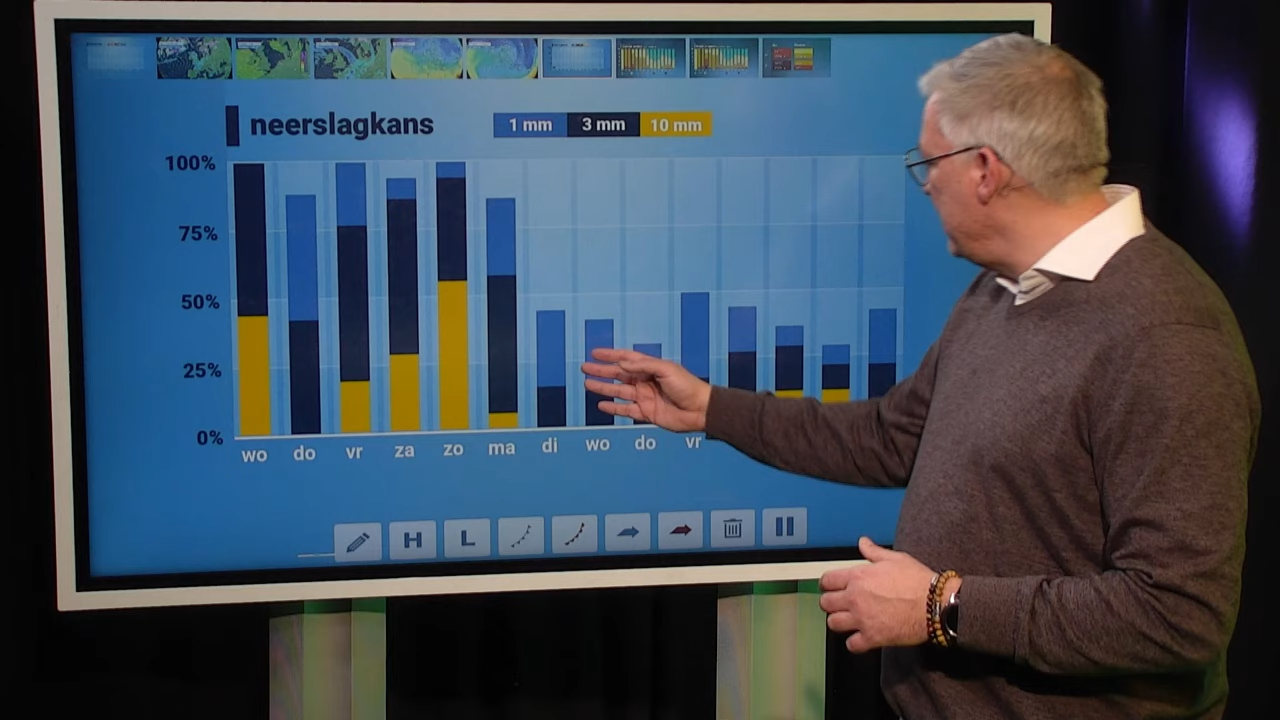 neerslagkans
1 mm 3 mm 10 mm
100%
75%
50%
25%
0%
wo do vr za zo ma di wo do vr
H L